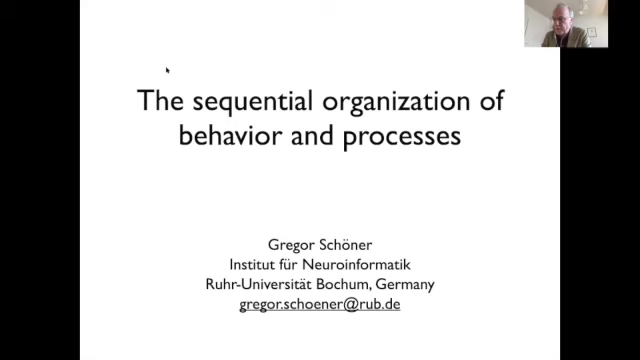 The sequential organization of
behavior and processes
Gregor Schöner
Institut für Neuroinformatik
Ruhr-Universität Bochum, Germany
gregor.schoener@rub.de